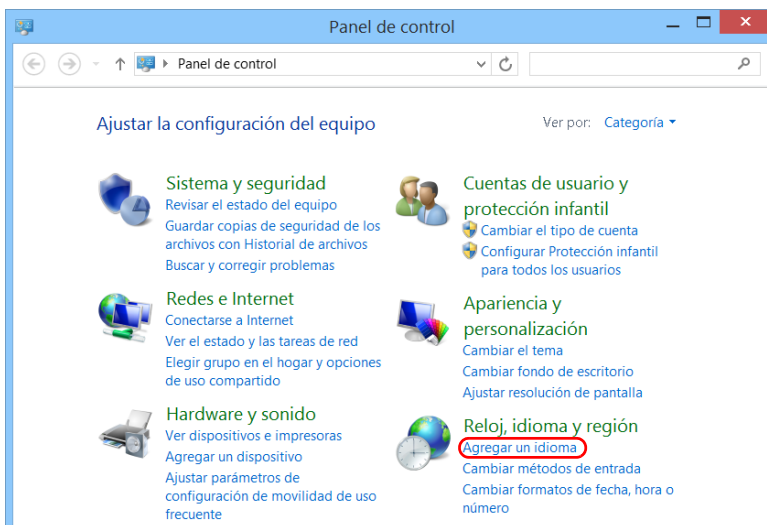 Panel de control
Panel de control
Ajustar la configuración del equipo
Ver por: Categoría
Sistema y seguridad
Revisar el estado del equipo
Guardar copias de seguridad de los
archivos con Historial de archivos
Buscar y corregir problemas
Redes e Internet
Conectarse a Internet
Ver el estado y las tareas de red
Elegir grupo en el hogar y opciones
de uso compartido
Hardware y sonido
Ver dispositivos e impresoras
Agregar un dispositivo
Ajustar parámetros de
configuración de movilidad de uso
frecuente
Cuentas de usuario y
protección infantil
Cambiar el tipo de cuenta
Configurar Protección infantil
para todos los usuarios
Apariencia y
personalización
Cambiar el tema
Cambiar fondo de escritorio
Ajustar resolución de pantalla
Reloj, idioma y región
Agregar un idioma
Cambiar métodos de entrada
Cambiar formatos de fecha, hora o
número